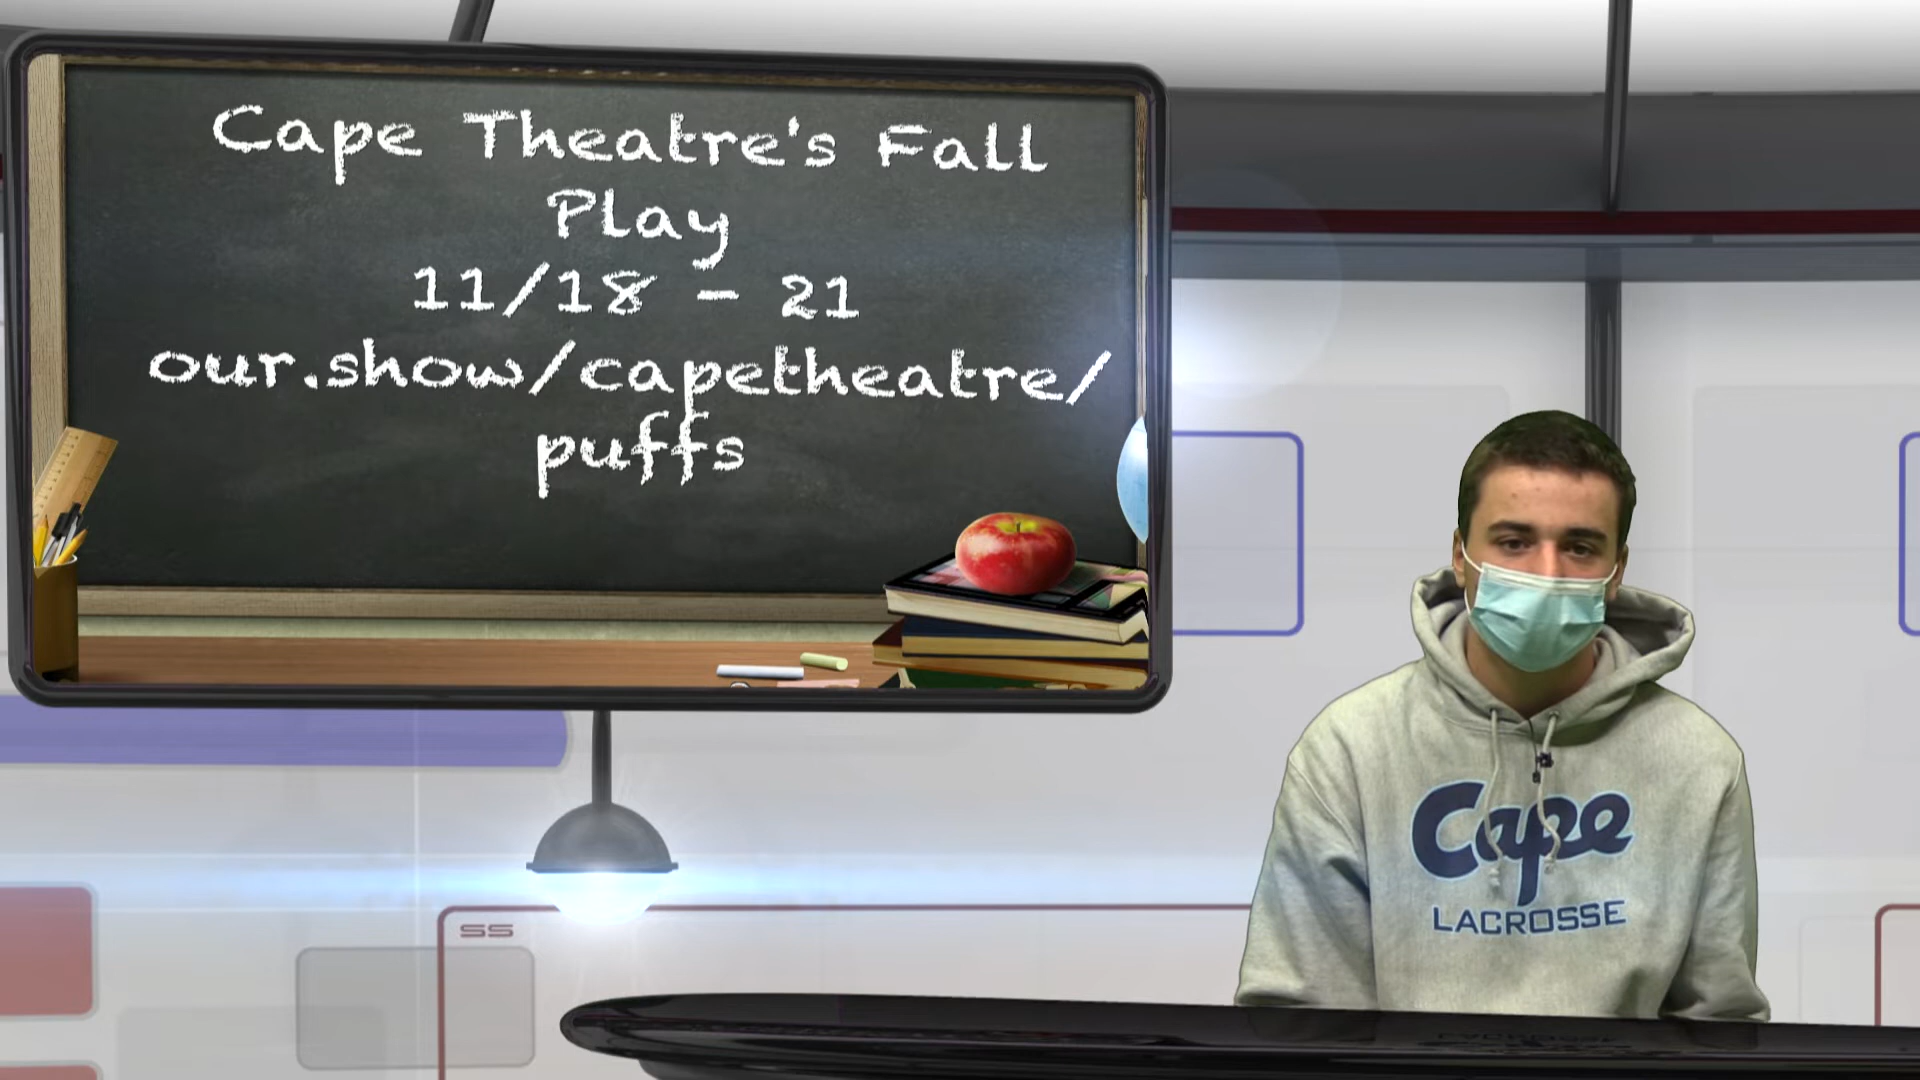 Cape Theatre's Fall
Play
11/18 - 21
our.show/capetheatre/
puffs
SS
Cape
LACROSSE